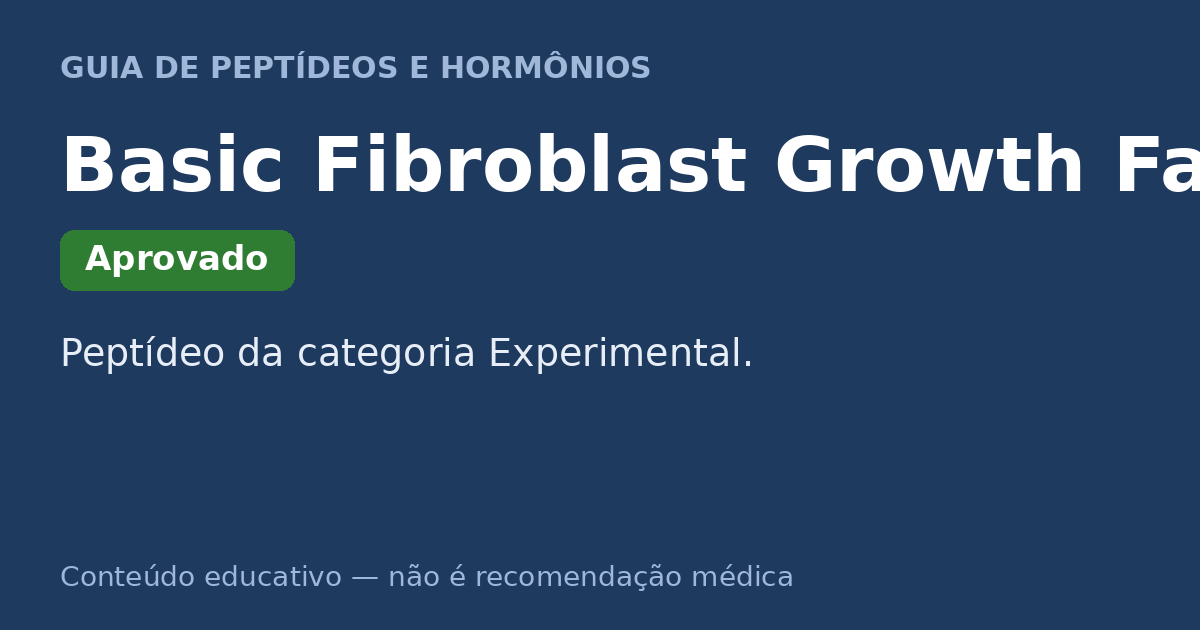 GUIA DE PEPTÍDEOS E HORMÔNIOS
Basic Fibroblast Growth Fa
Aprovado
Peptídeo da categoria Experimental.
Conteúdo educativo — não é recomendação médica